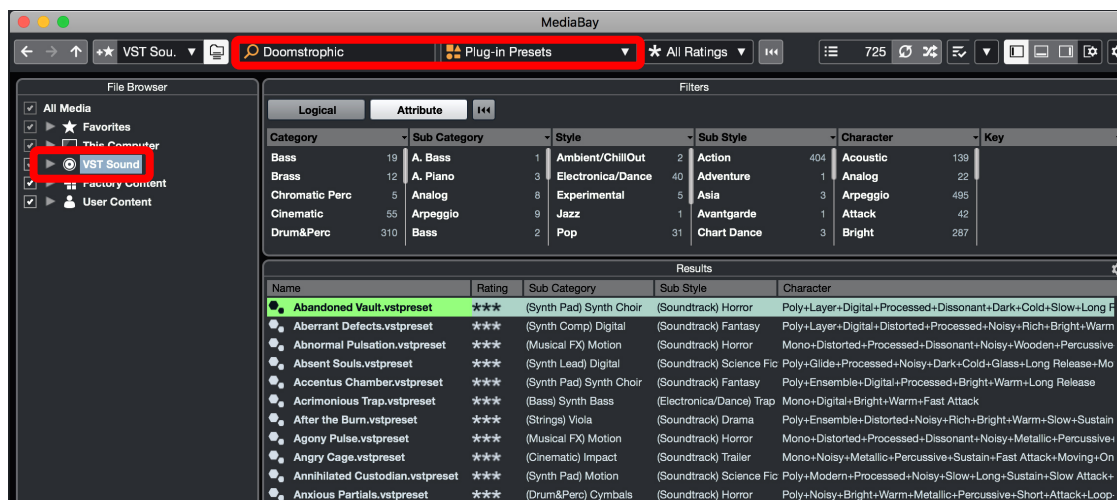 MediaBay
VST Sou. Doomstrophic Plug-in Presets All Ratings 725
File Browser
All Media
Favorites
This Computer
VST Sound
Factory Content
User Content
Filters
Logical Attribute
Category Sub Category Style Sub Style Character Key
Bass 19 A. Bass 1 Ambient/ChillOut 2 Action 404 Acoustic 139
Brass 12 A. Piano 3 Electronica/Dance 40 Adventure 1 Analog 22
Chromatic Perc 5 Analog 8 Experimental 5 Asia 3 Arpeggio 495
Cinematic 55 Arpeggio 9 Jazz 1 Avantgarde 1 Attack 42
Drum&Perc 310 Bass 2 Pop 31 Chart Dance 3 Bright 287
Results
Name Rating Sub Category Sub Style Character
Abandoned Vault.vstpreset *** (Synth Pad) Synth Choir (Soundtrack) Horror Poly+Layer+Digital+Processed+Dissonant+Dark+Cold+Slow+Long
Aberrant Defects.vstpreset *** (Synth Comp) Digital (Soundtrack) Fantasy Poly+Layer+Digital+Distorted+Processed+Noisy+Rich+Bright+Warm
Abnormal Pulsation.vstpreset *** (Musical FX) Motion (Soundtrack) Horror Mono+Distorted+Processed+Dissonant+Noisy+Wooden+Percussive
Absent Souls.vstpreset *** (Synth Lead) Digital (Soundtrack) Science Fic Poly+Glide+Processed+Noisy+Dark+Cold+Glass+Long Release+Mo
Accentus Chamber.vstpreset *** (Synth Pad) Synth Choir (Soundtrack) Fantasy Poly+Ensemble+Digital+Processed+Bright+Warm+Long Release
Acrimonious Trap.vstpreset *** (Bass) Synth Bass (Electronica/Dance) Trap Mono+Digital+Bright+Warm+Fast Attack
After the Burn.vstpreset *** (Strings) Viola (Soundtrack) Drama Poly+Ensemble+Distorted+Noisy+Rich+Bright+Warm+Slow+Sustain
Agony Pulse.vstpreset *** (Musical FX) Motion (Soundtrack) Horror Mono+Distorted+Processed+Dissonant+Noisy+Metallic+Percussive+
Angry Cage.vstpreset *** (Cinematic) Impact (Soundtrack) Trailer Mono+Noisy+Metallic+Percussive+Sustain+Fast Attack+Moving+On
Annihilated Custodian.vstpreset *** (Synth Pad) Motion (Soundtrack) Science Fic Poly+Modern+Processed+Noisy+Slow+Long+Sustain+Slow Attack+
Anxious Partials.vstpreset *** (Drum&Perc) Cymbals (Soundtrack) Horror Poly+Noisy+Bright+Warm+Metallic+Percussive+Short+Attack+Loop